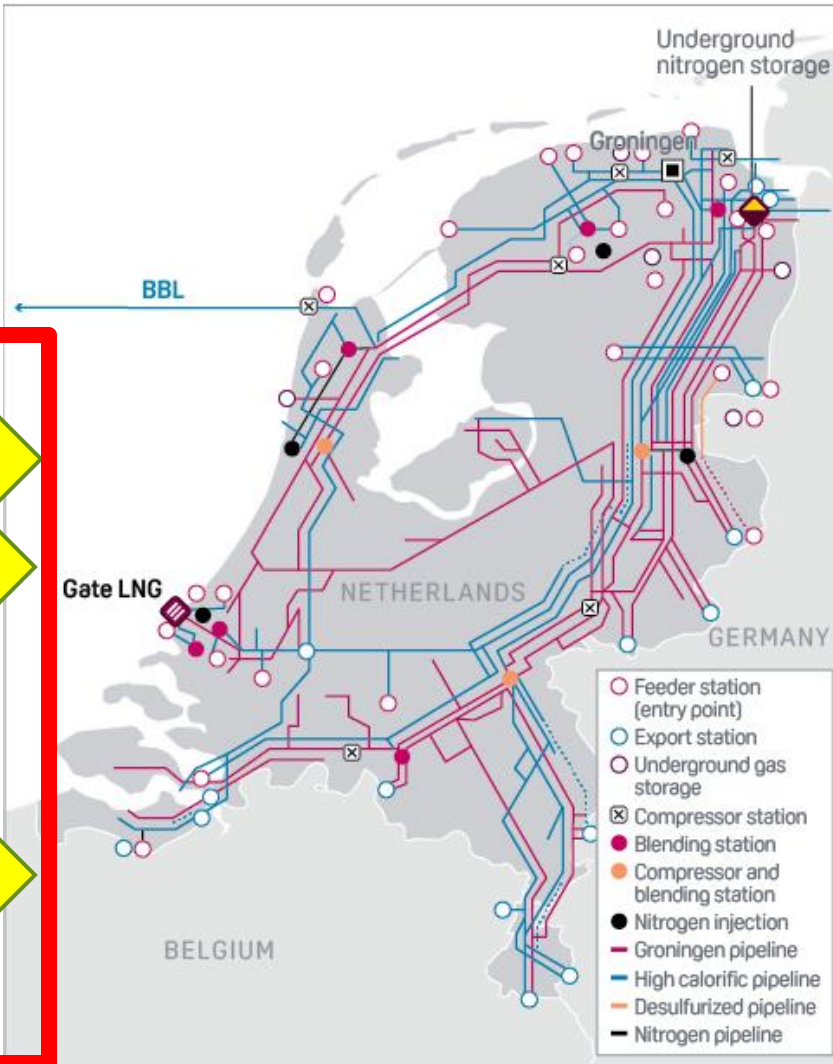 Underground
nitrogen storage
Groningen
BBL
Gate LNG
NETHERLANDS
GERMANY
BELGIUM
Feeder station
(entry point)
Export station
Underground gas
storage
Compressor station
Blending station
Compressor and
blending station
Nitrogen injection
Groningen pipeline
High calorific pipeline
Desulfurized pipeline
Nitrogen pipeline